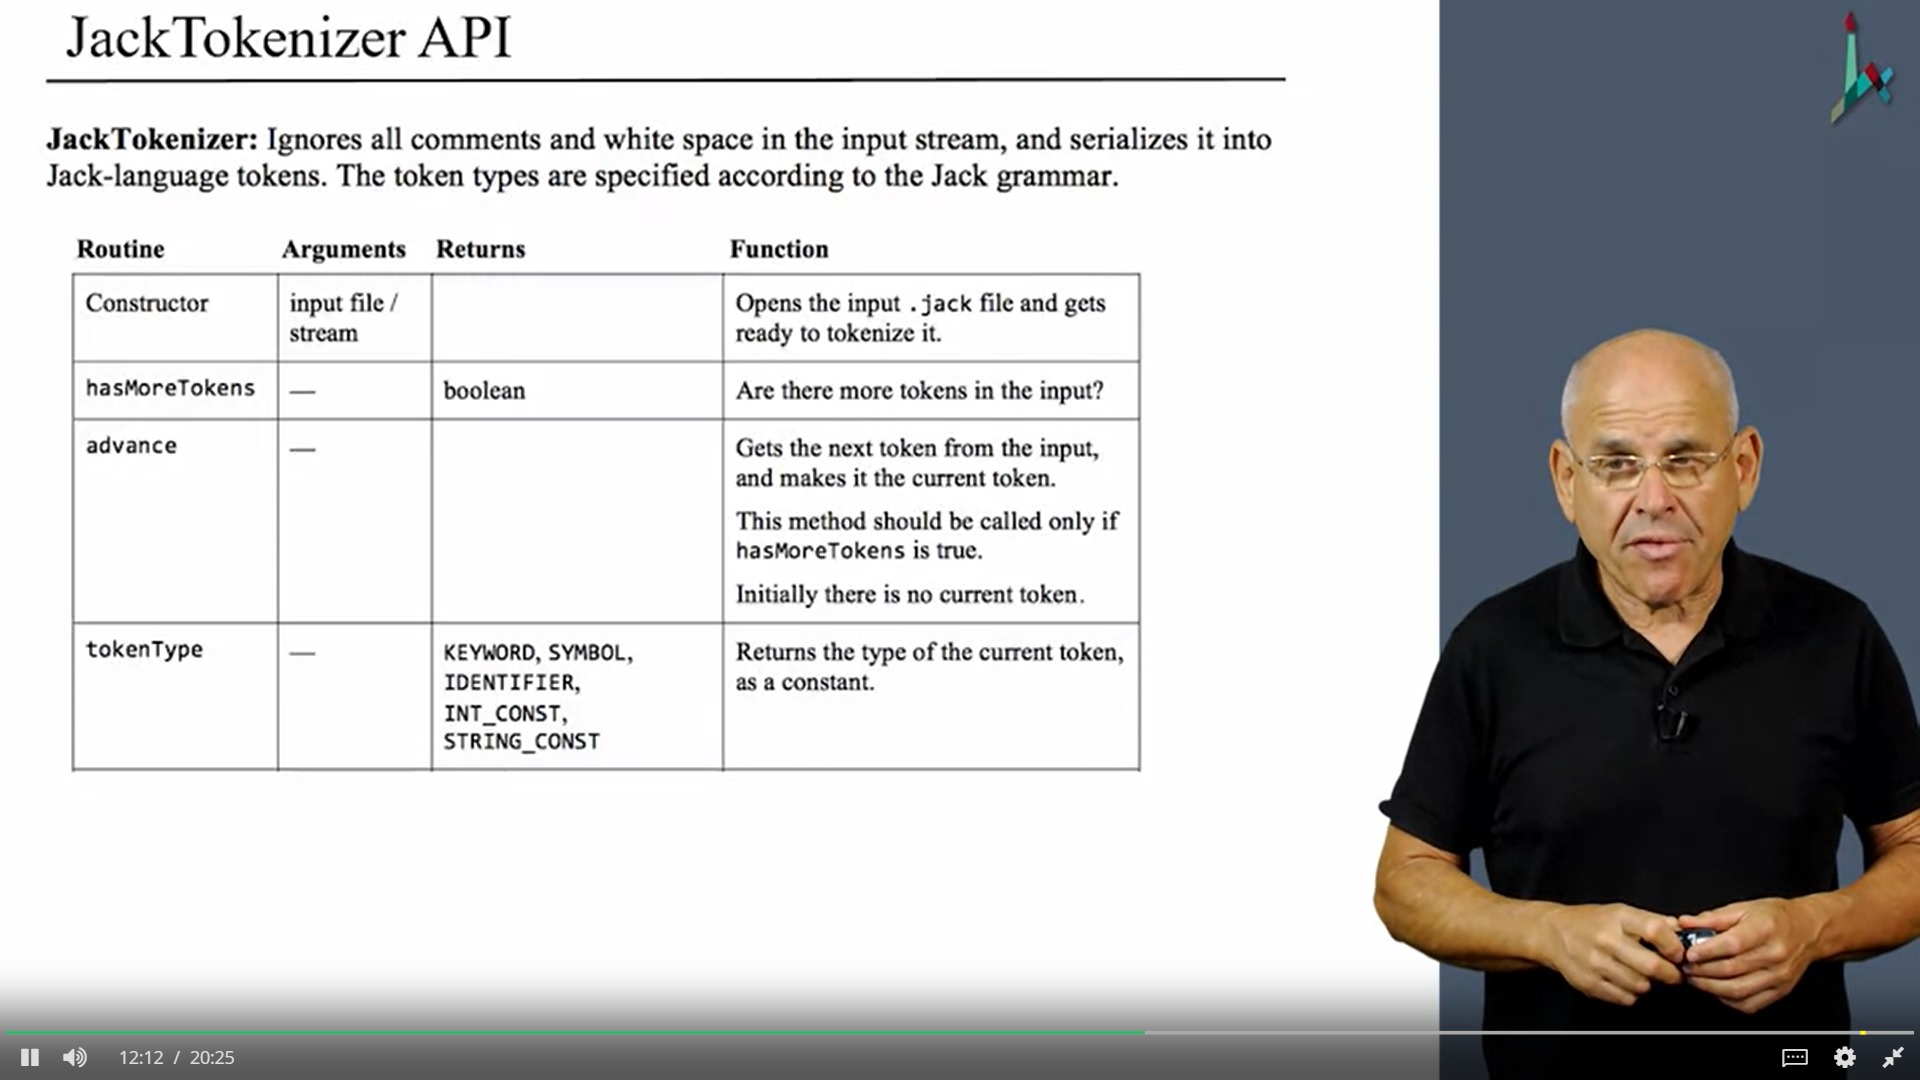 JackTokenizer API
JackTokenizer: Ignores all comments and white space in the input stream, and serializes it into
Jack-language tokens. The token types are specified according to the Jack grammar.
Routine Arguments Returns Function
Constructor input file / Opens the input .jack file and gets
stream ready to tokenize it.
hasMoreTokens — boolean Are there more tokens in the input?
advance — Gets the next token from the input,
and makes it the current token.
This method should be called only if
hasMoreTokens is true.
Initially there is no current token.
tokenType — KEYWORD, SYMBOL, Returns the type of the current token,
IDENTIFIER, as a constant.
INT_CONST,
STRING_CONST
12:12 / 20:25